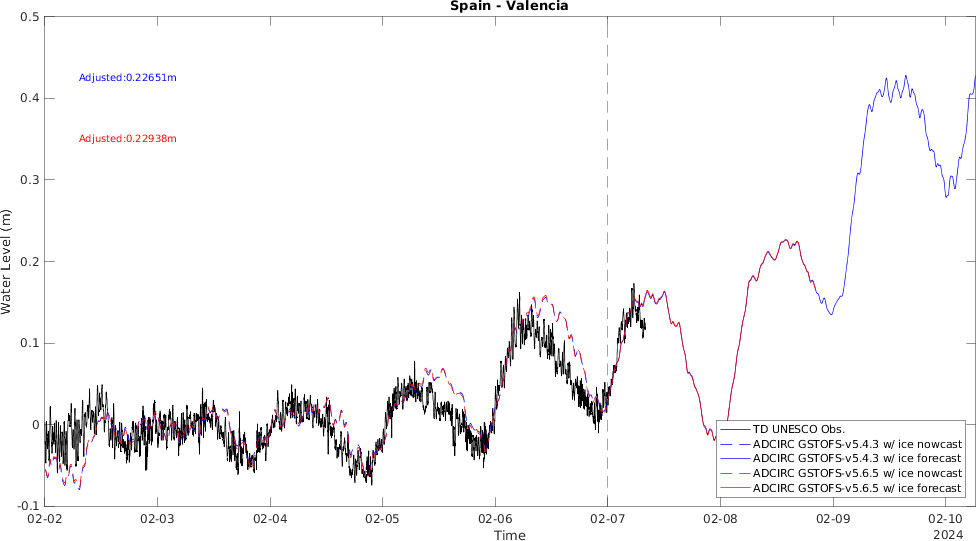 Spain - Valencia
0.5
Adjusted:0.22651m
0.4
Adjusted:0.22938m
0.3
0.2
Water Level (m)
0.1
0
-0.1
TD UNESCO Obs.
ADCIRC GSTOFS-v5.4.3 w/ ice nowcast
ADCIRC GSTOFS-v5.4.3 w/ ice forecast
ADCIRC GSTOFS-v5.6.5 w/ ice nowcast
ADCIRC GSTOFS-v5.6.5 w/ ice forecast
02-02 02-03 02-04 02-05 02-06 02-07 02-08 02-09 02-10
2024
Time